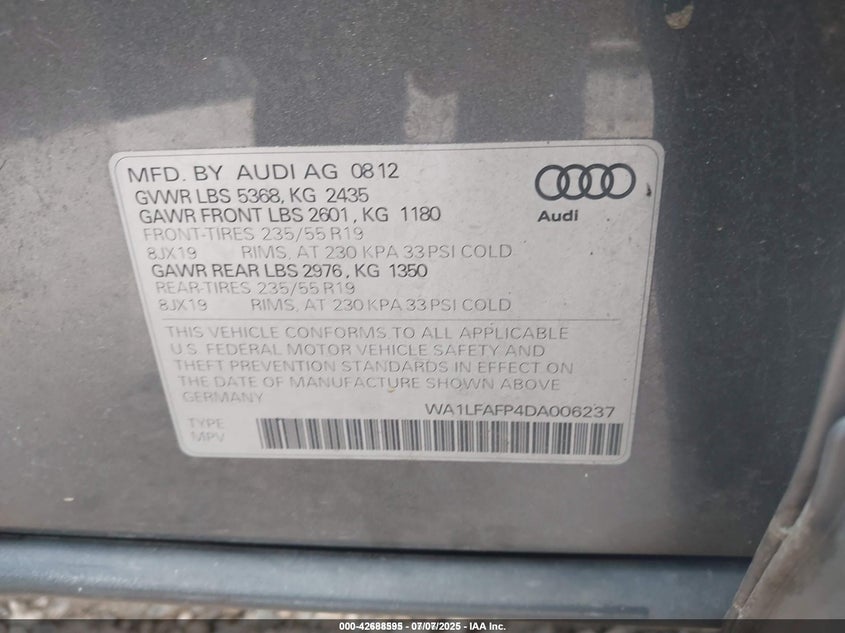 MFD. BY AUDI AG 0812
GVWR LBS 5368, KG 2435
GAWR FRONT LBS 2601, KG 1180
FRONT-TIRES 235/55 R19
8JX19 RIMS, AT 230 KPA 33 PSI COLD
GAWR REAR LBS 2976, KG 1350
REAR-TIRES 235/55 R19
8JX19 RIMS, AT 230 KPA 33 PSI COLD
Audi
THIS VEHICLE CONFORMS TO ALL APPLICABLE
U.S. FEDERAL MOTOR VEHICLE SAFETY AND
THEFT PREVENTION STANDARDS IN EFFECT ON
THE DATE OF MANUFACTURE SHOWN ABOVE
GERMANY
WA1LFAFP4DA006237
TYPE
MPV
000-42688595 - 07/07/2025 - IAA Inc.